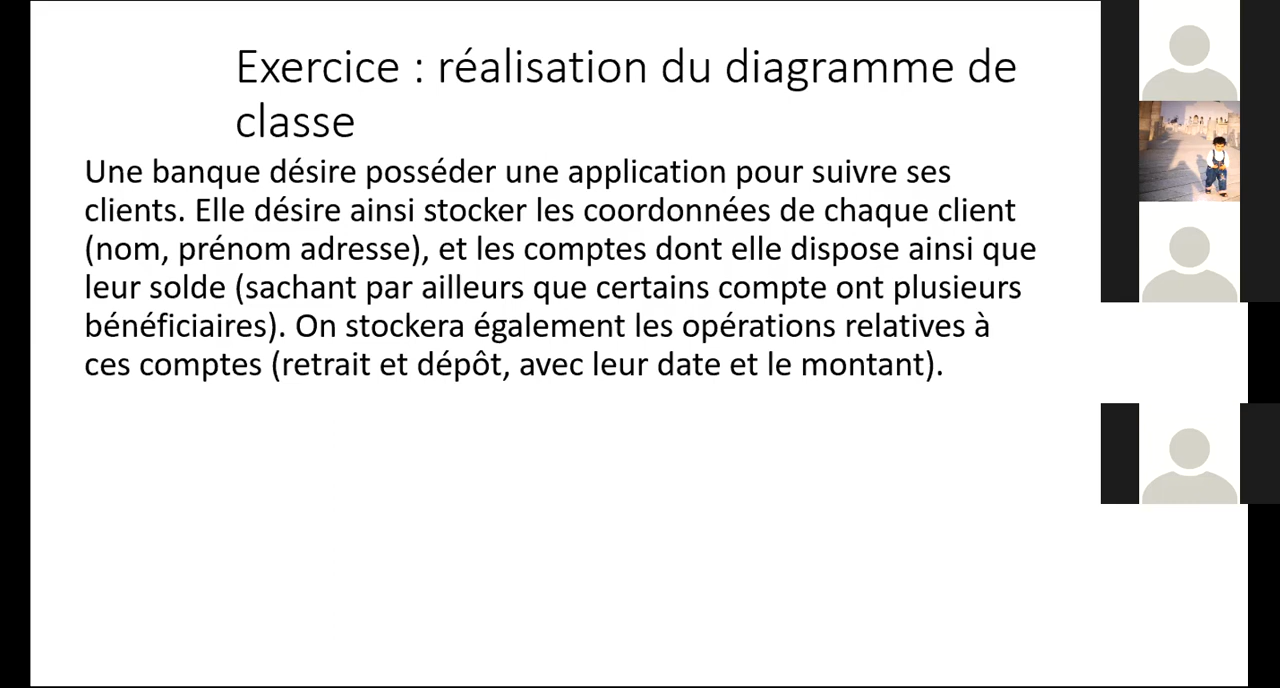 Exercice : réalisation du diagramme de
classe
Une banque désire posséder une application pour suivre ses
clients. Elle désire ainsi stocker les coordonnées de chaque client
(nom, prénom adresse), et les comptes dont elle dispose ainsi que
leur solde (sachant par ailleurs que certains compte ont plusieurs
bénéficiaires). On stockera également les opérations relatives à
ces comptes (retrait et dépôt, avec leur date et le montant).